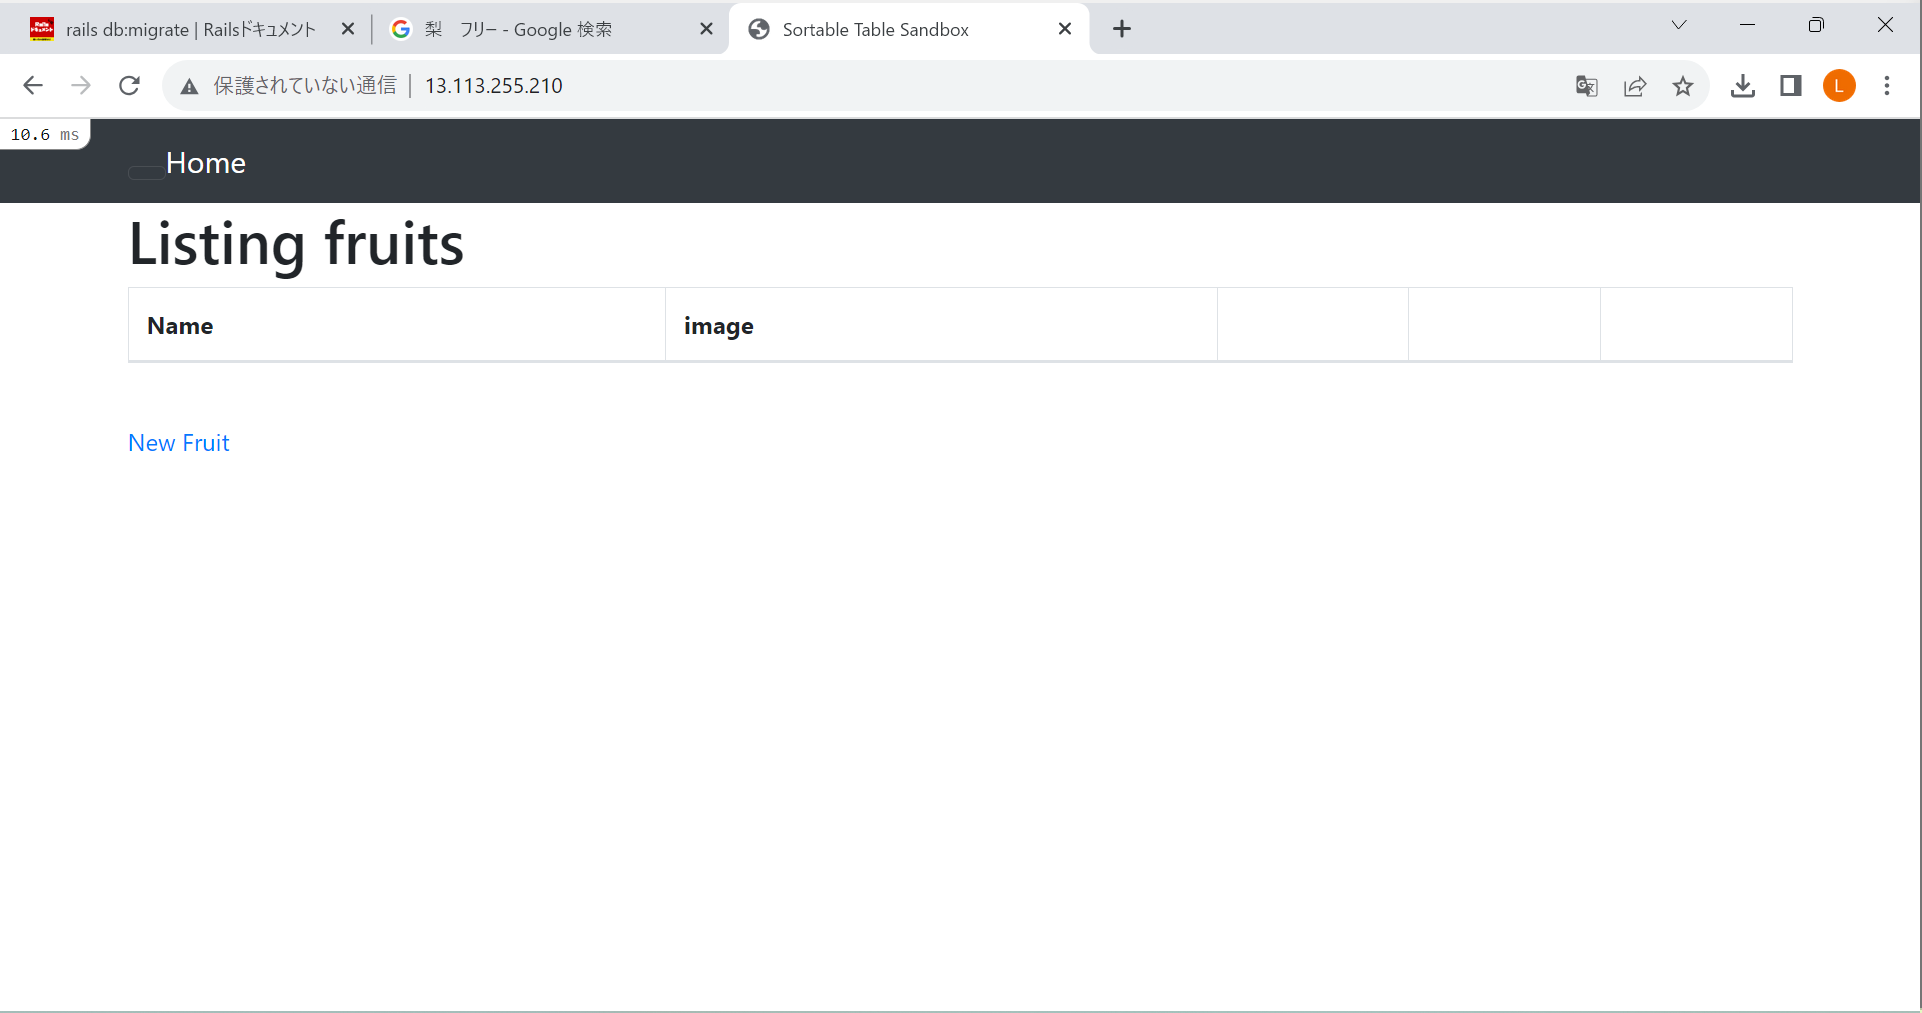 rails db:migrate | Railsドキュメント
梨　フリー - Google 検索
Sortable Table Sandbox
保護されていない通信
13.113.255.210
L
10.6 ms
Home
Listing fruits
Name
image
New Fruit